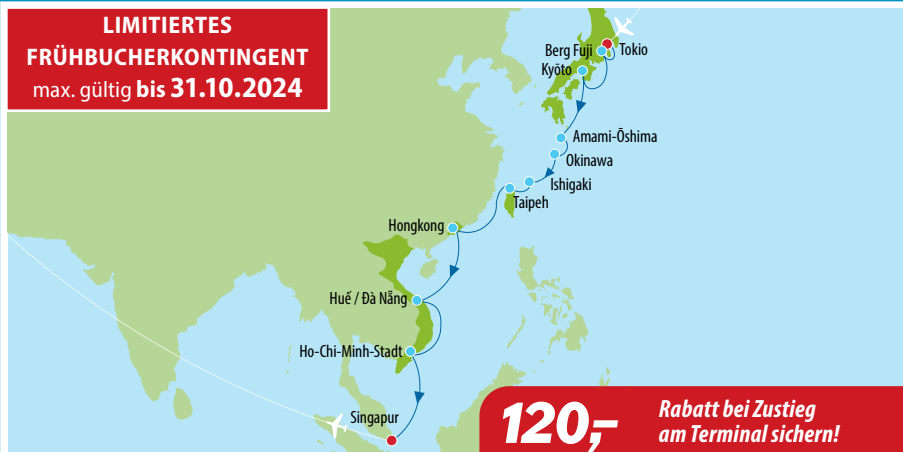 LIMITIERTES
FRÜHBUCHERKONTINGENT
max. gültig bis 31.10.2024
Berg Fuji
Tokio
Kyōto
Amami-Ōshima
Okinawa
Ishigaki
Taipeh
Hongkong
Huế / Đà Nẵng
Ho-Chi-Minh-Stadt
Singapur
120,-
Rabatt bei Zustieg
am Terminal sichern!